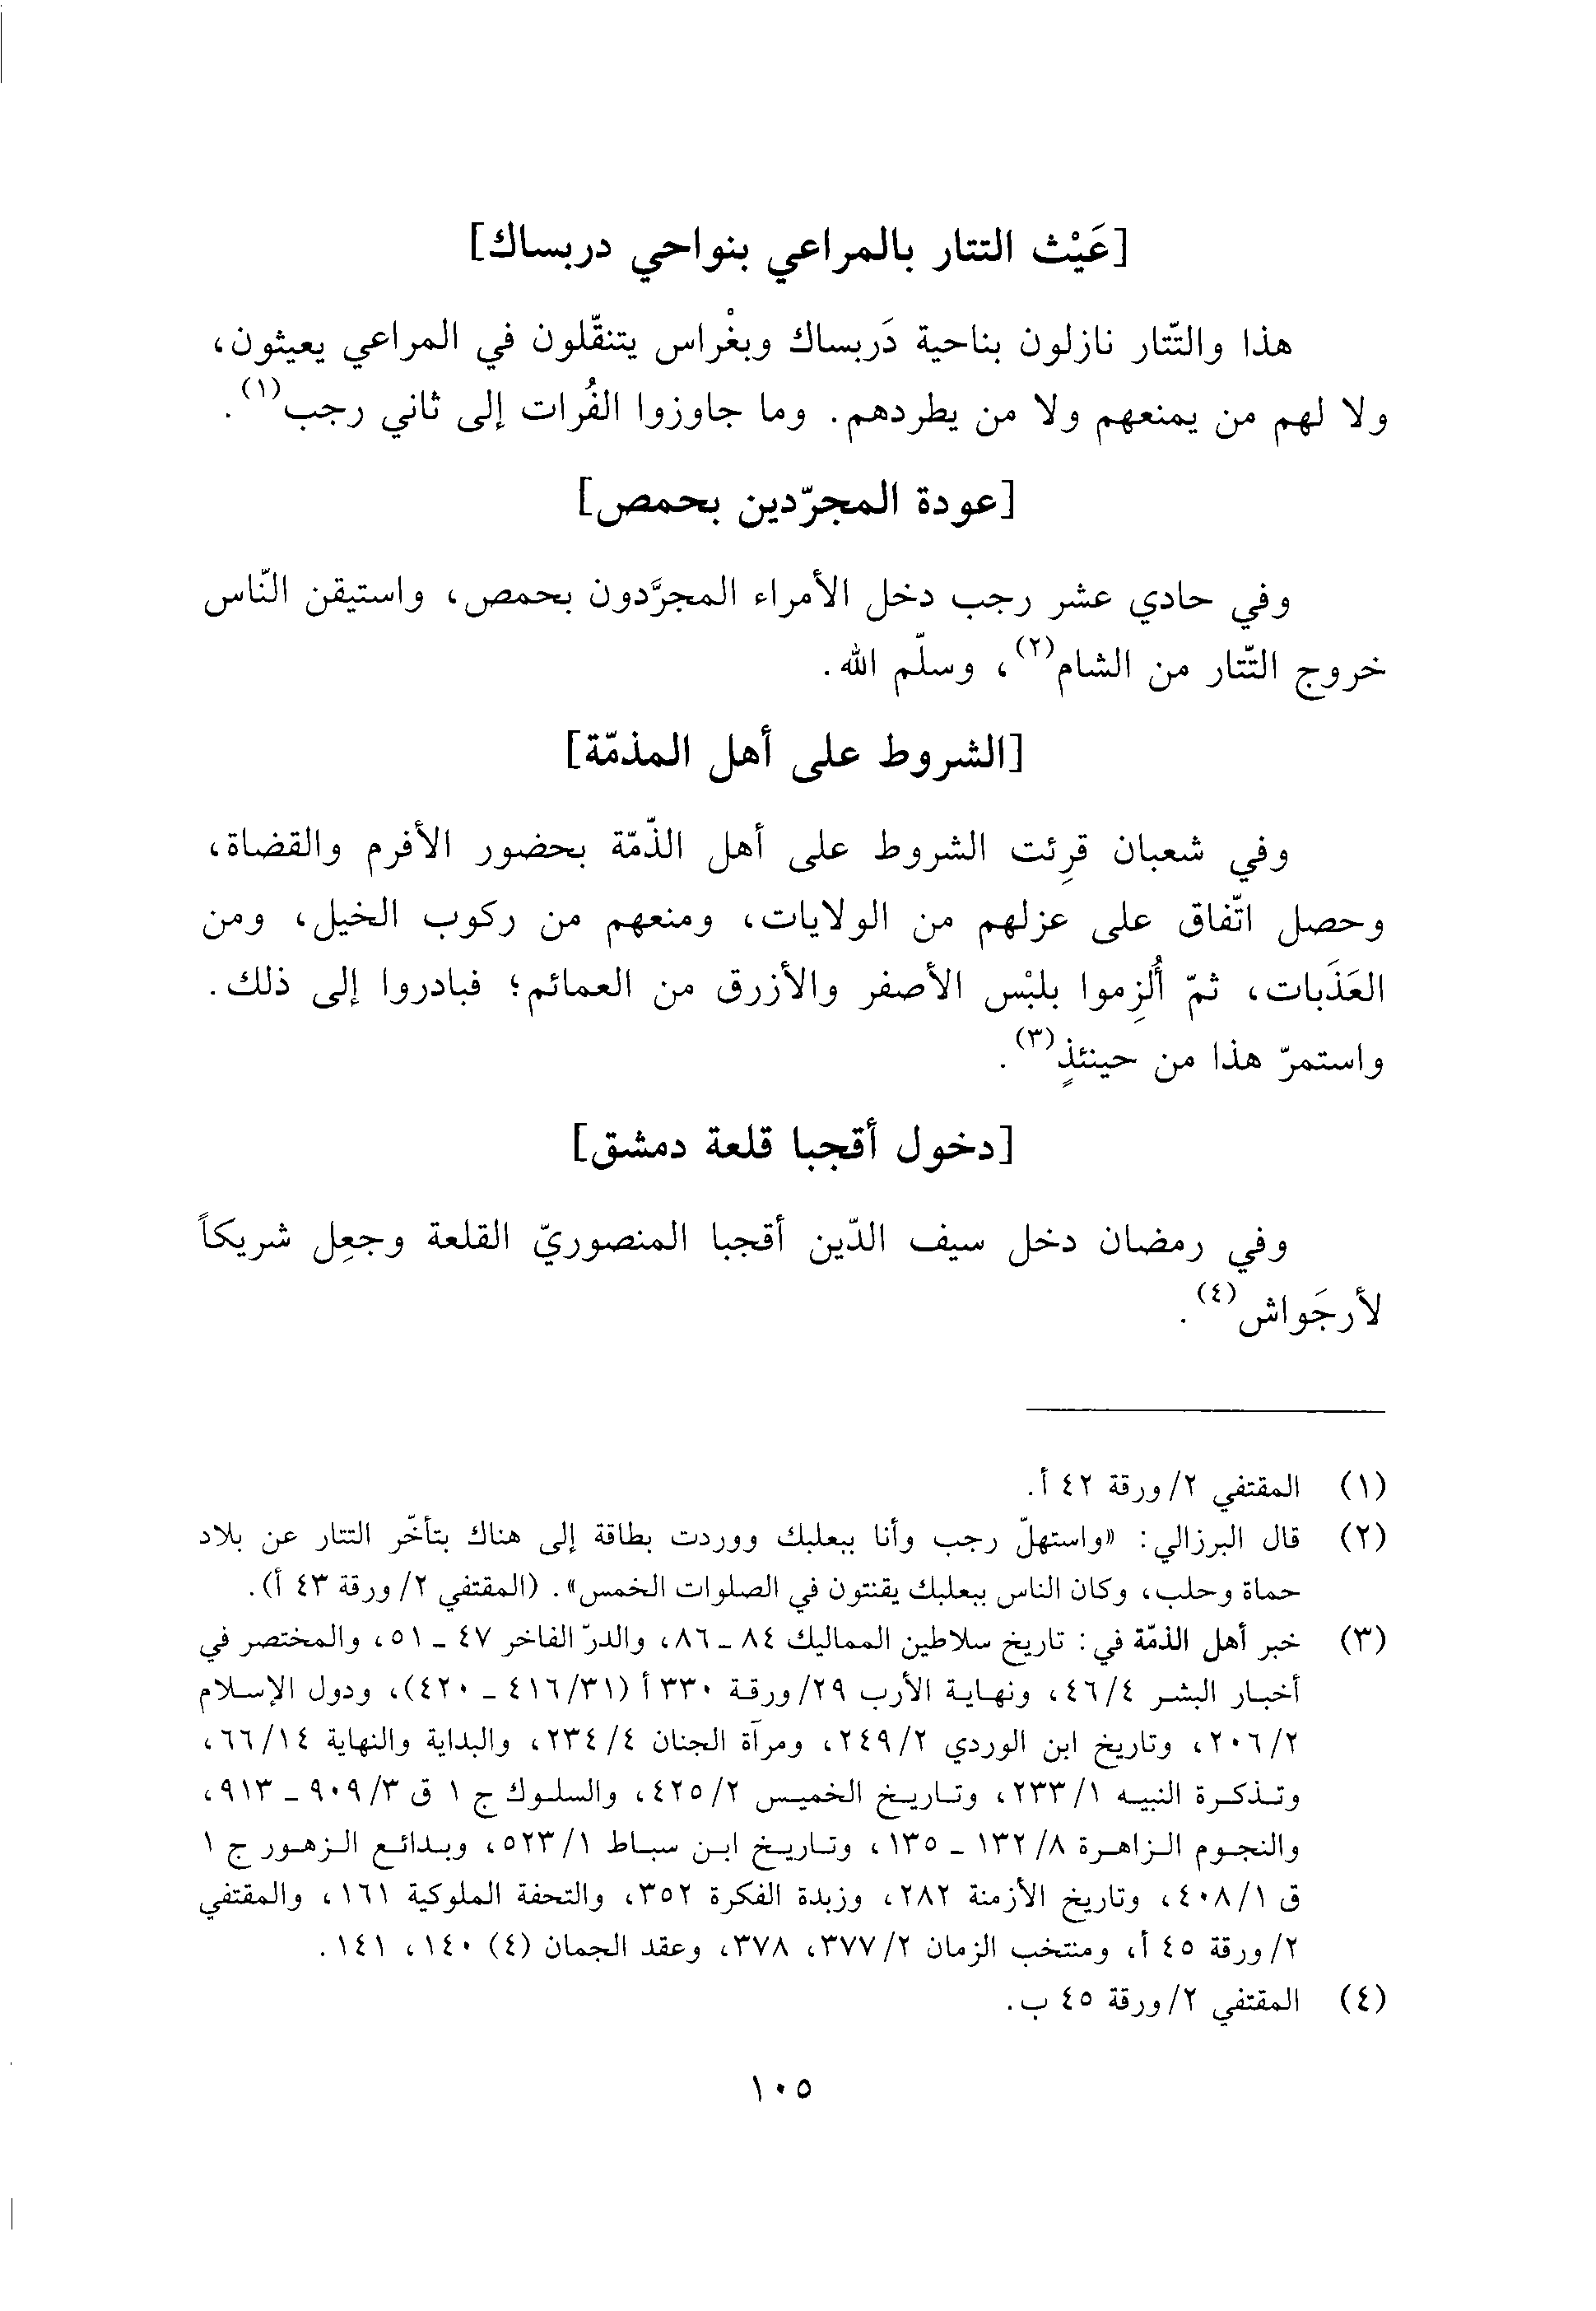 [عَيْث التتار بالمراعي بنواحي دربساك]
هذا والتّتار نازلون بناحية دَربساك وبغْراس يتنقّلون في المراعي يعيثون،
ولا لهم من يمنعهم ولا من يطردهم. وما جاوزوا الفُرات إلى ثاني رجب(١).
[عودة المجرّدين بحمص]
وفي حادي عشر رجب دخل الأمراء المجرَّدون بحمص، واستيقن النّاس
خروج التّتار من الشام(٢)، وسلّم الله.
[الشروط على أهل المذمّة]
وفي شعبان قرِئت الشروط على أهل الذّمّة بحضور الأفرم والقضاة،
وحصل اتّفاق على عزلهم من الولايات، ومنعهم من ركوب الخيل، ومن
العَذَبات، ثمّ أُلزِموا بلبْس الأصفر والأزرق من العمائم؛ فبادروا إلى ذلك.
واستمرّ هذا من حينئذٍ(٣).
[دخول أقجبا قلعة دمشق]
وفي رمضان دخل سيف الدّين أقجبا المنصوريّ القلعة وجعِل شريكاً
لأرجَواش(٤).
(١) المقتفي ٢/ ورقة ٤٢ أ.
(٢) قال البرزالي: «واستهلّ رجب وأنا ببعلبك ووردت بطاقة إلى هناك بتأخّر التتار عن بلاد
حماة وحلب، وكان الناس ببعلبك يقنتون في الصلوات الخمس». (المقتفي ٢/ ورقة ٤٣ أ).
(٣) خبر أهل الذمّة في: تاريخ سلاطين المماليك ٨٤ ـ ٨٦، والدرّ الفاخر ٤٧ ـ ٥١، والمختصر في
أخبار البشر ٤/ ٤٦، ونهاية الأرب ٢٩/ ورقة ٣٣٠ أ (٣١/ ٤١٦ ـ ٤٢٠)، ودول الإسلام
٢/ ٢٠٦، وتاريخ ابن الوردي ٢/ ٢٤٩، ومرآة الجنان ٤/ ٢٣٤، والبداية والنهاية ١٤/ ٦٦،
وتذكرة النبيه ١/ ٢٣٣، وتاريخ الخميس ٢/ ٤٢٥، والسلوك ج ١ ق ٣/ ٩٠٩ ـ ٩١٣،
والنجوم الزاهرة ٨/ ١٣٢ ـ ١٣٥، وتاريخ ابن سباط ١/ ٥٢٣، وبدائع الزهور ج ١
ق ١/ ٤٠٨، وتاريخ الأزمنة ٢٨٢، وزبدة الفكرة ٣٥٢، والتحفة الملوكية ١٦١، والمقتفي
٢/ ورقة ٤٥ أ، ومنتخب الزمان ٢/ ٣٧٧، ٣٧٨، وعقد الجمان (٤) ١٤٠، ١٤١.
(٤) المقتفي ٢/ ورقة ٤٥ ب.
١٠٥